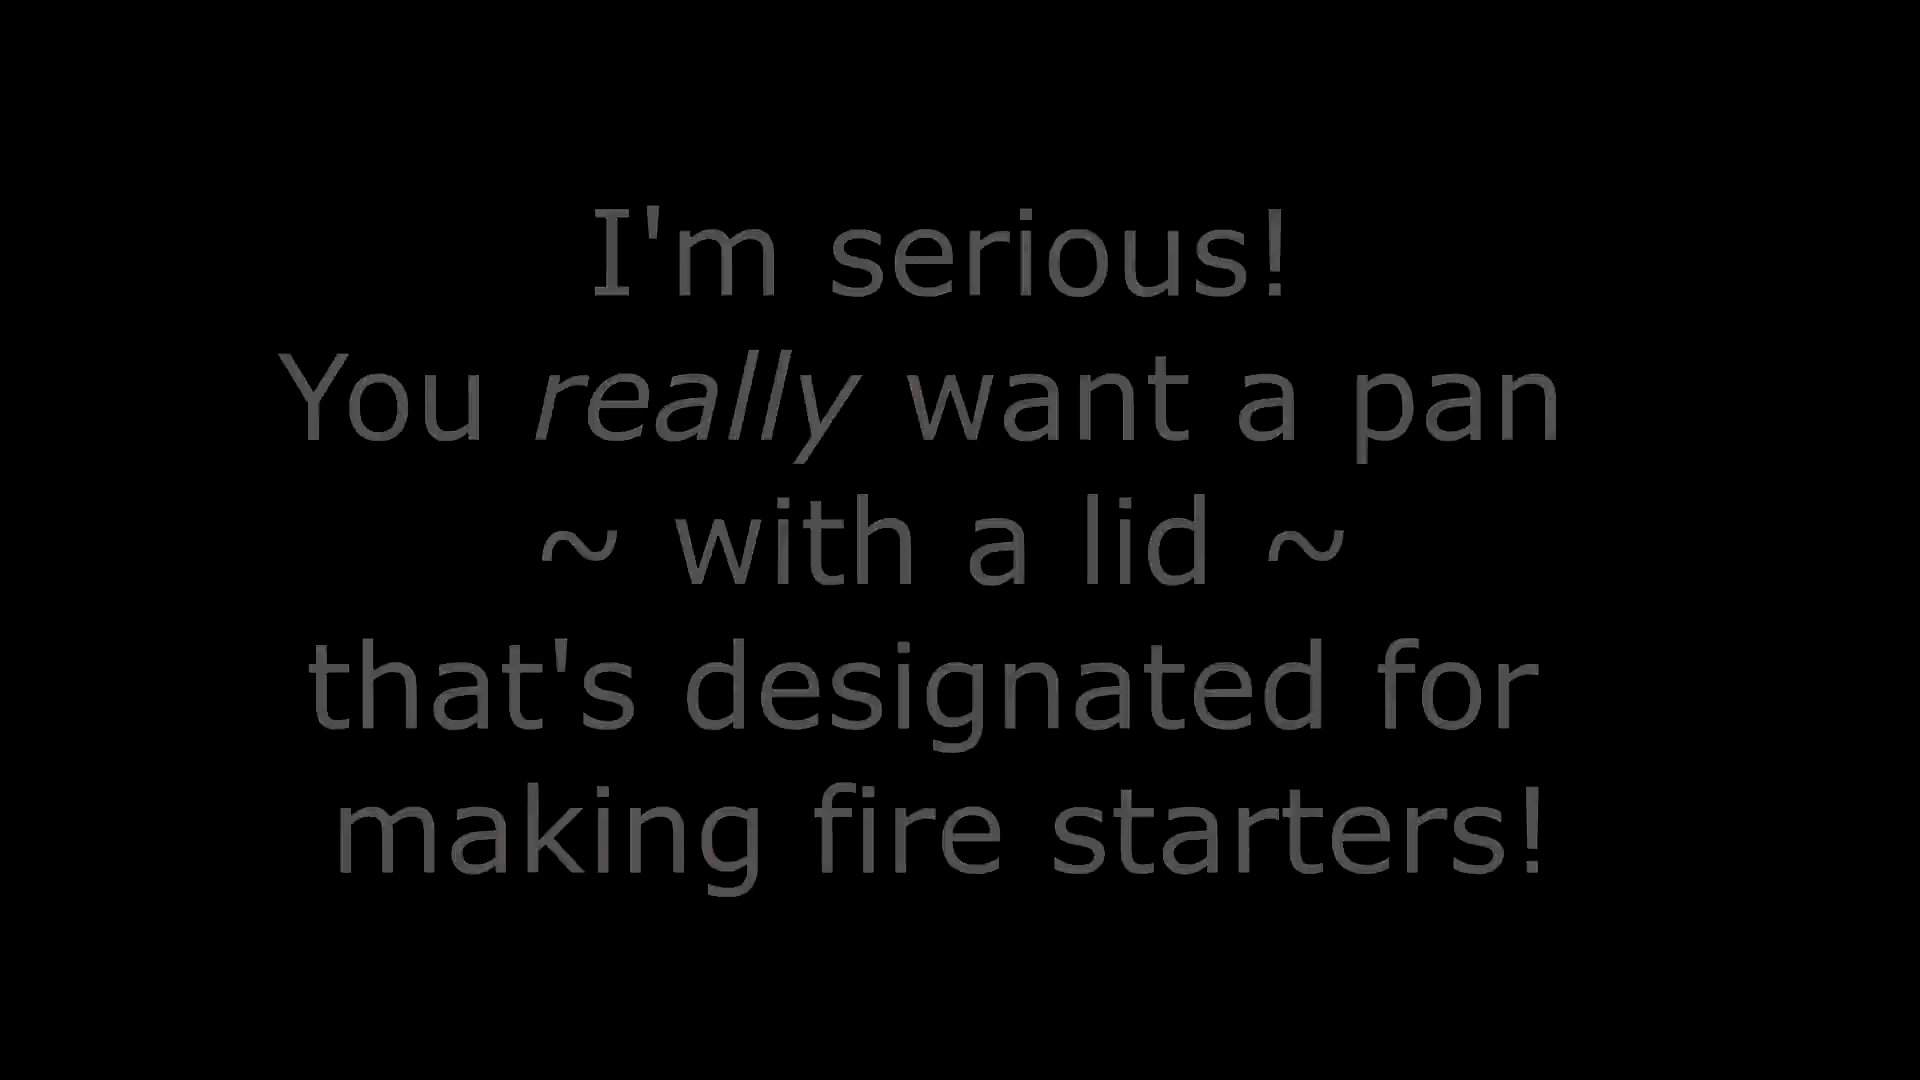 I'm serious!
You really want a pan
~ with a lid ~
that's designated for
making fire starters!